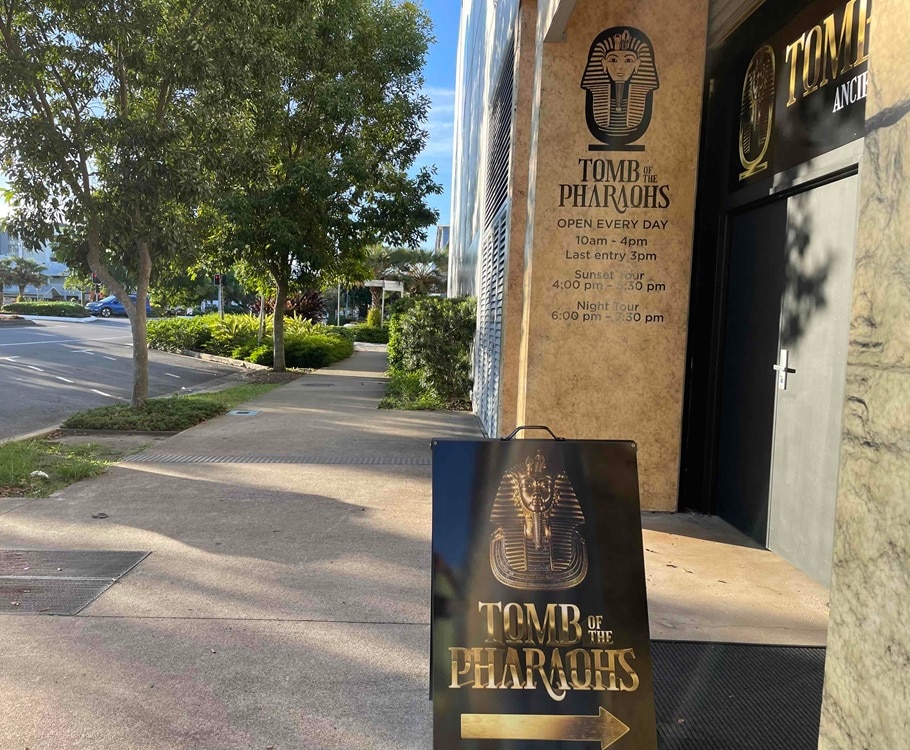 TOMB OF THE
PHARAOHS
OPEN EVERY DAY
10am - 4pm
Last entry 3pm
Sunset Tour
4:00 pm - 5:30 pm
Night Tour
6:00 pm - 7:30 pm
TOMB
TOMB OF THE
PHARAOHS